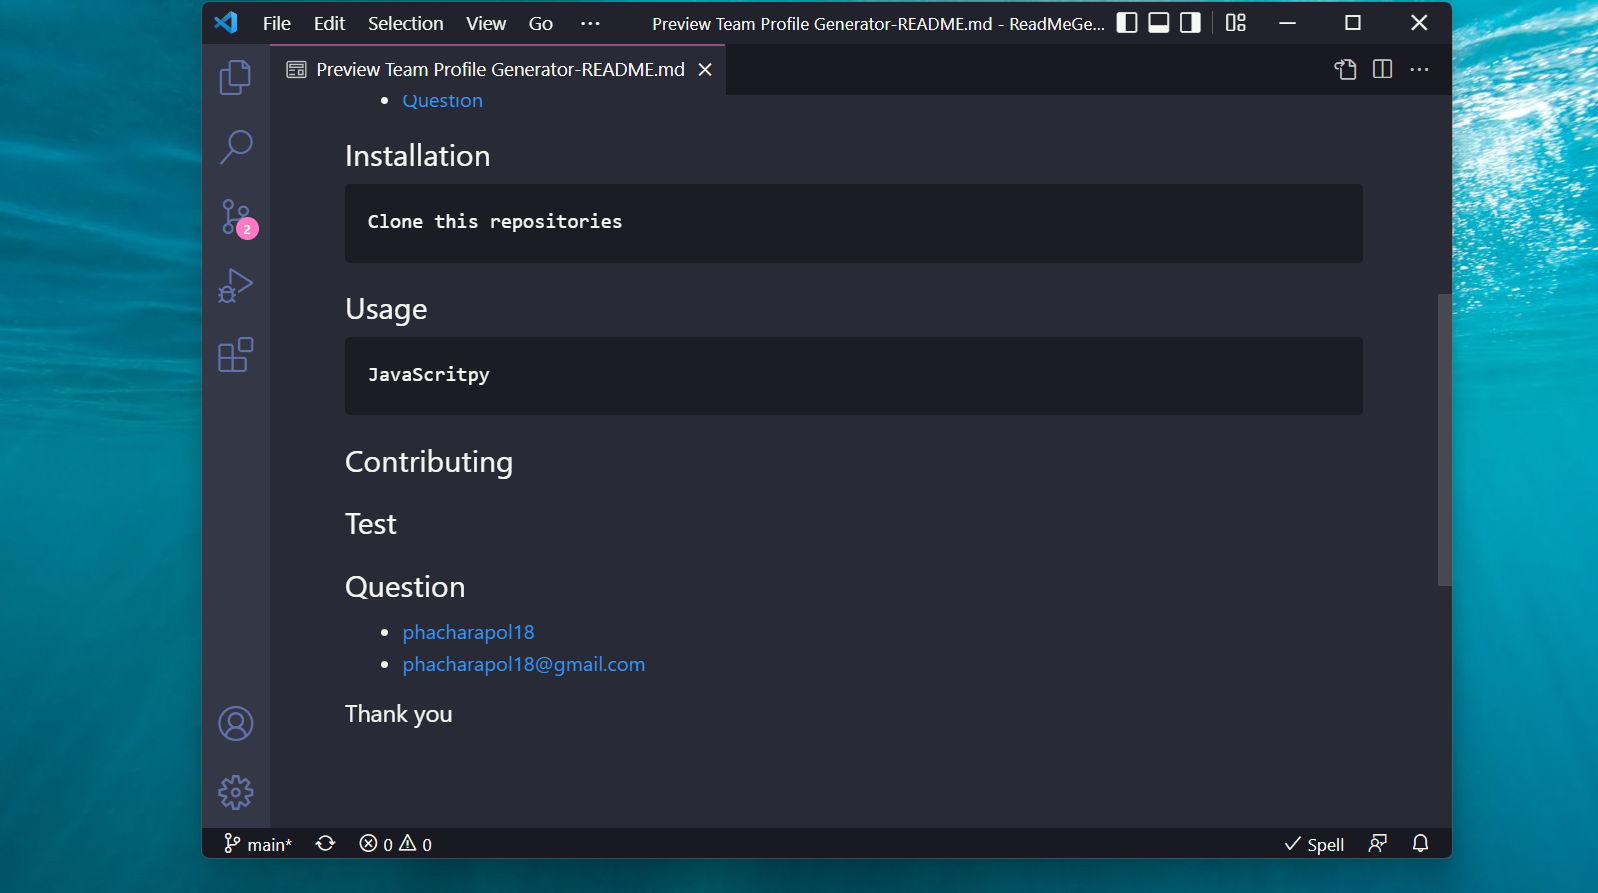 File Edit Selection View Go ··· Preview Team Profile Generator-README.md - ReadMeGe...
Preview Team Profile Generator-README.md
Question
Installation
Clone this repositories
2
Usage
JavaScritpy
Contributing
Test
Question
phacharapol18
phacharapol18@gmail.com
Thank you
main* 0 0 Spell